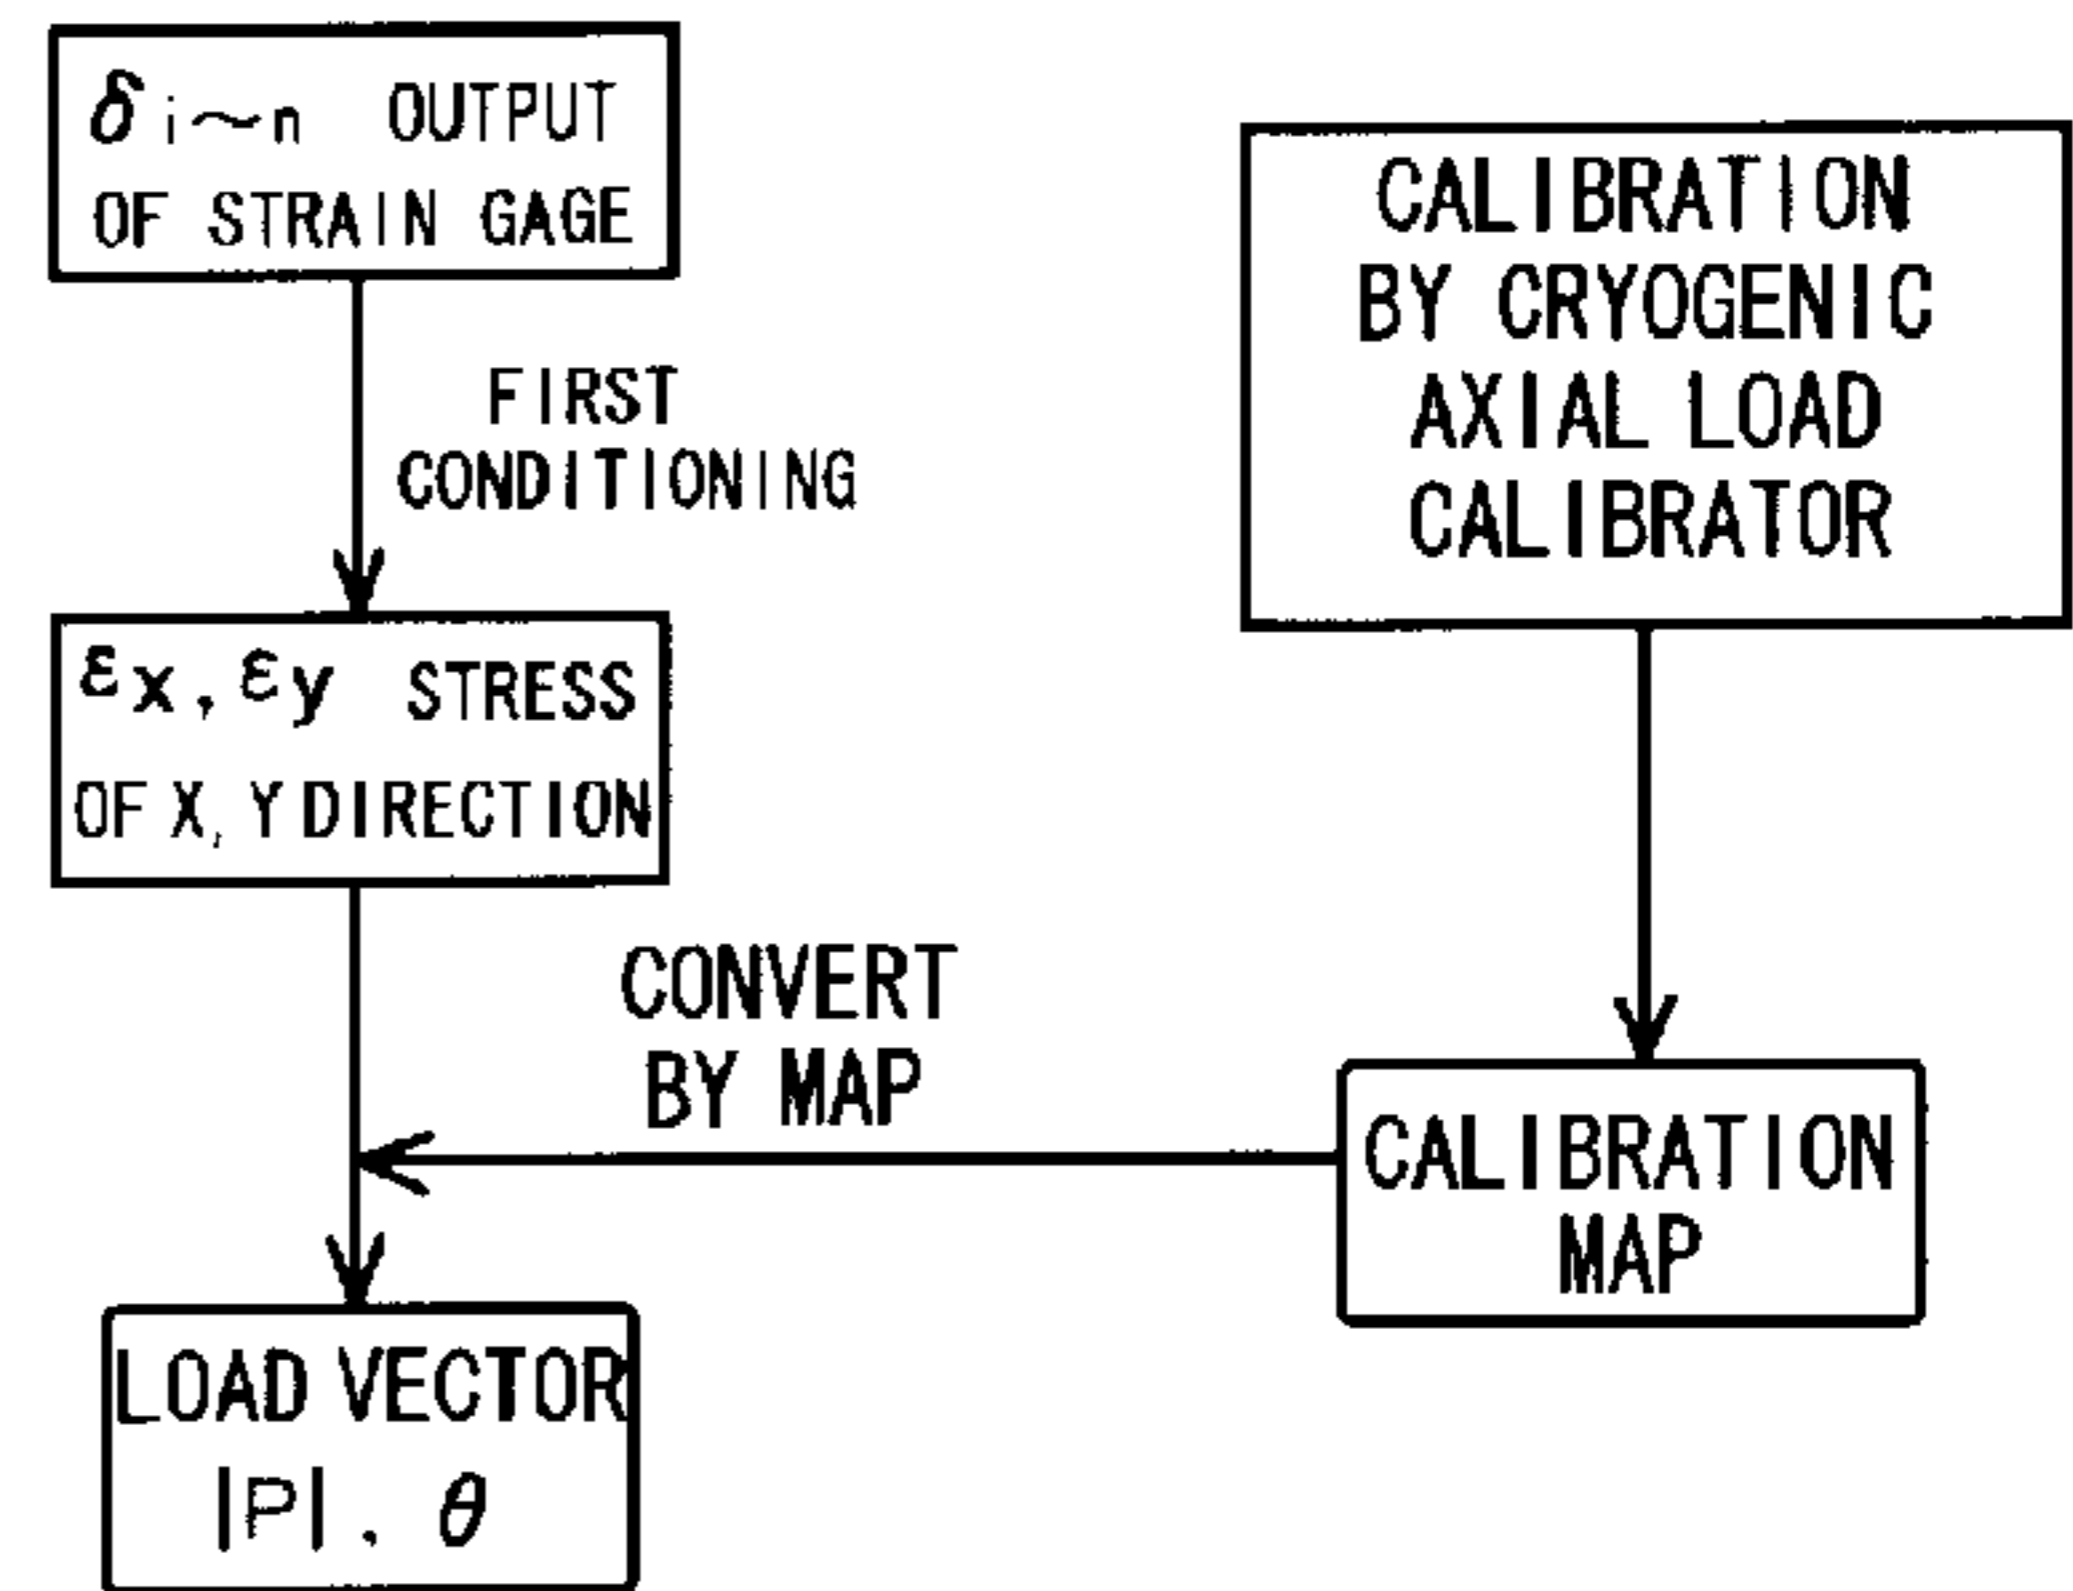 δi~n OUTPUT
OF STRAIN GAGE
FIRST
CONDITIONING
εx, εy STRESS
OF X, Y DIRECTION
CALIBRATION
BY CRYOGENIC
AXIAL LOAD
CALIBRATOR
CONVERT
BY MAP
CALIBRATION
MAP
LOAD VECTOR
|P|, θ